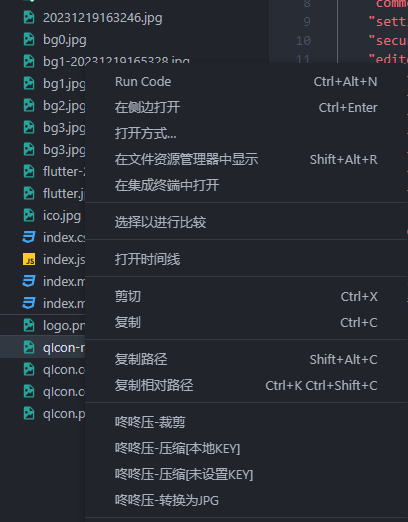 20231219163246.jpg
8
comm
bg0.jpg
9
"sett
bg1-20231219165328.jpg
10
"secu
11
"edit
bg1.jp
Run Code
Ctrl+Alt+N
bg2.jp
在侧边打开
Ctrl+Enter
bg3.jp
打开方式...
bg3.jp
在文件资源管理器中显示
Shift+Alt+R
flutter-
在集成终端中打开
flutter.j
ico.jpg
选择以进行比较
index.cs
index.js
JS
打开时间线
index.m
index.m
剪切
Ctrl+X
logo.pn
复制
Ctrl+C
qlcon-r
复制路径
Shift+Alt+C
qlcon.c
复制相对路径
Ctrl+K Ctrl+Shift+C
qlcon.c
qlcon.p
咚咚压-裁剪
咚咚压-压缩[本地KEY]
咚咚压-压缩[未设置KEY]
咚咚压-转换为JPG